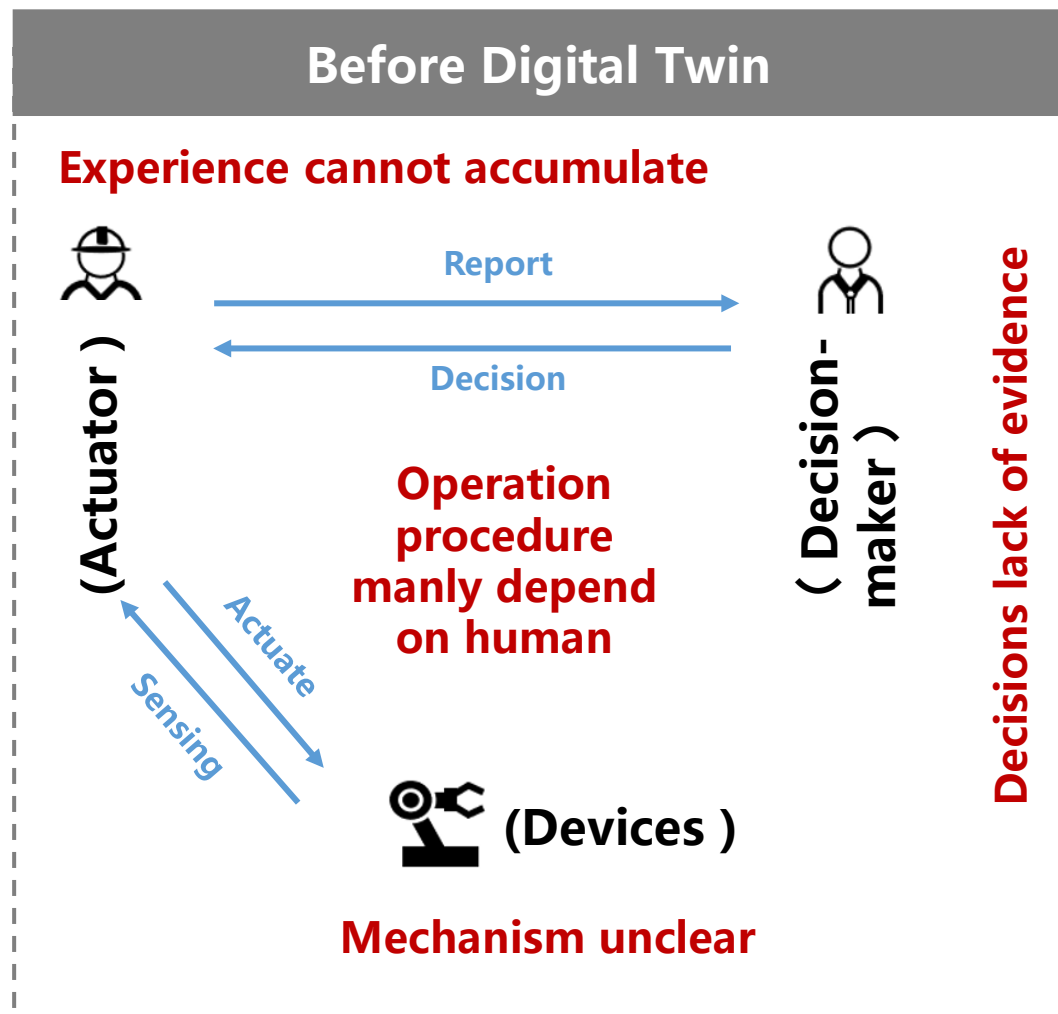 Before Digital Twin
Experience cannot accumulate
Report
Decision
(Actuator )
( Decision-
maker )
Decisions lack of evidence
Operation
procedure
manly depend
on human
Actuate
Sensing
(Devices )
Mechanism unclear